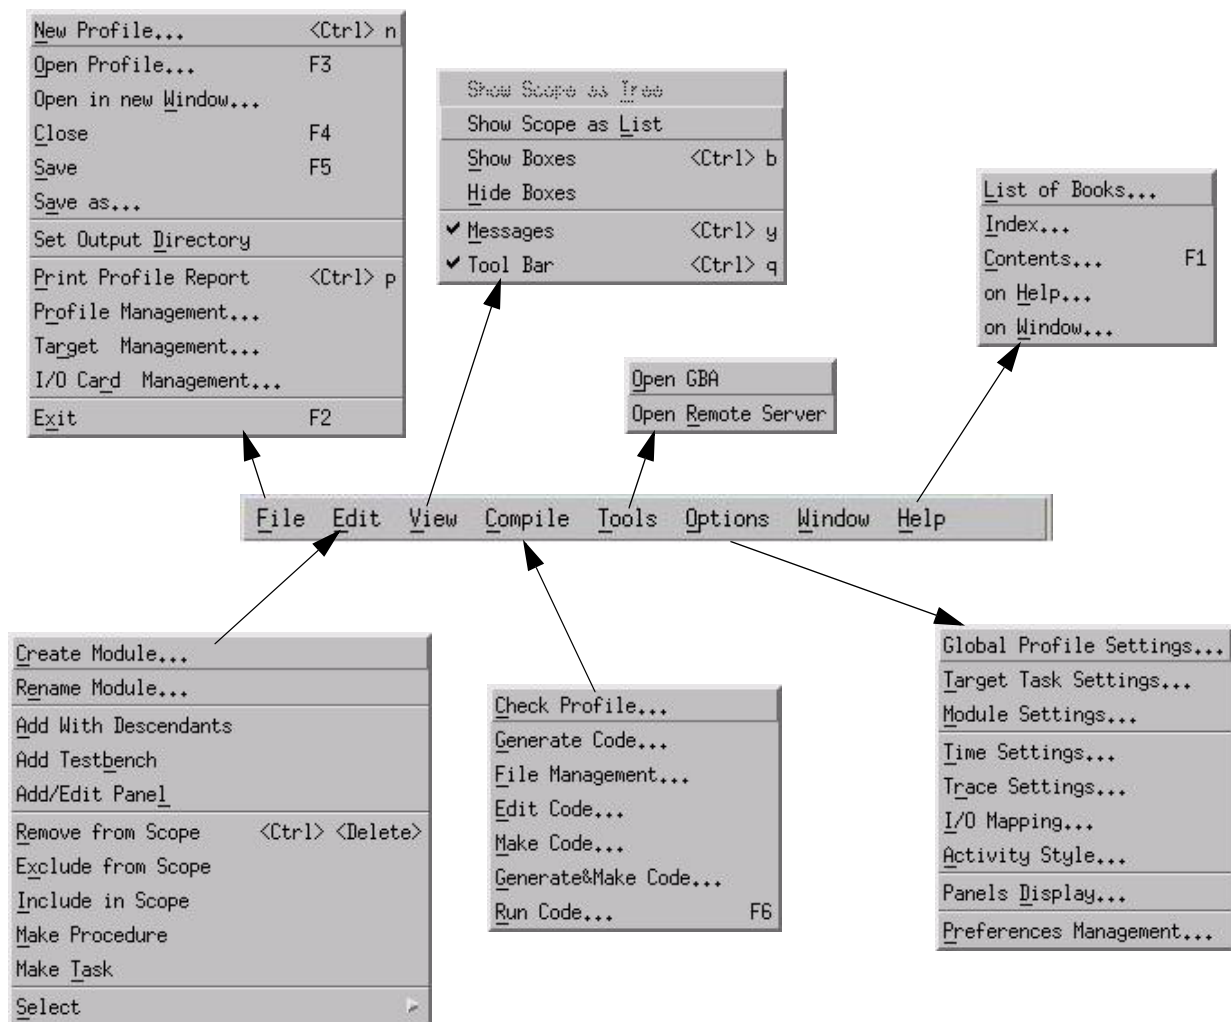 New Profile... <Ctrl> n
Open Profile... F3
Open in new Window...
Close F4
Save F5
Save as...
Set Output Directory
Print Profile Report <Ctrl> p
Profile Management...
Target Management...
I/O Card Management...
Exit F2
Show Scope as Tree
Show Scope as List
Show Boxes <Ctrl> b
Hide Boxes
Messages <Ctrl> y
Tool Bar <Ctrl> q
List of Books...
Index...
Contents... F1
on Help...
on Window...
Open GBA
Open Remote Server
File Edit View Compile Tools Options Window Help
Create Module...
Rename Module...
Add With Descendants
Add Testbench
Add/Edit Panel
Remove from Scope <Ctrl> <Delete>
Exclude from Scope
Include in Scope
Make Procedure
Make Task
Select
Check Profile...
Generate Code...
File Management...
Edit Code...
Make Code...
Generate&Make Code...
Run Code... F6
Global Profile Settings...
Target Task Settings...
Module Settings...
Time Settings...
Trace Settings...
I/O Mapping...
Activity Style...
Panels Display...
Preferences Management...